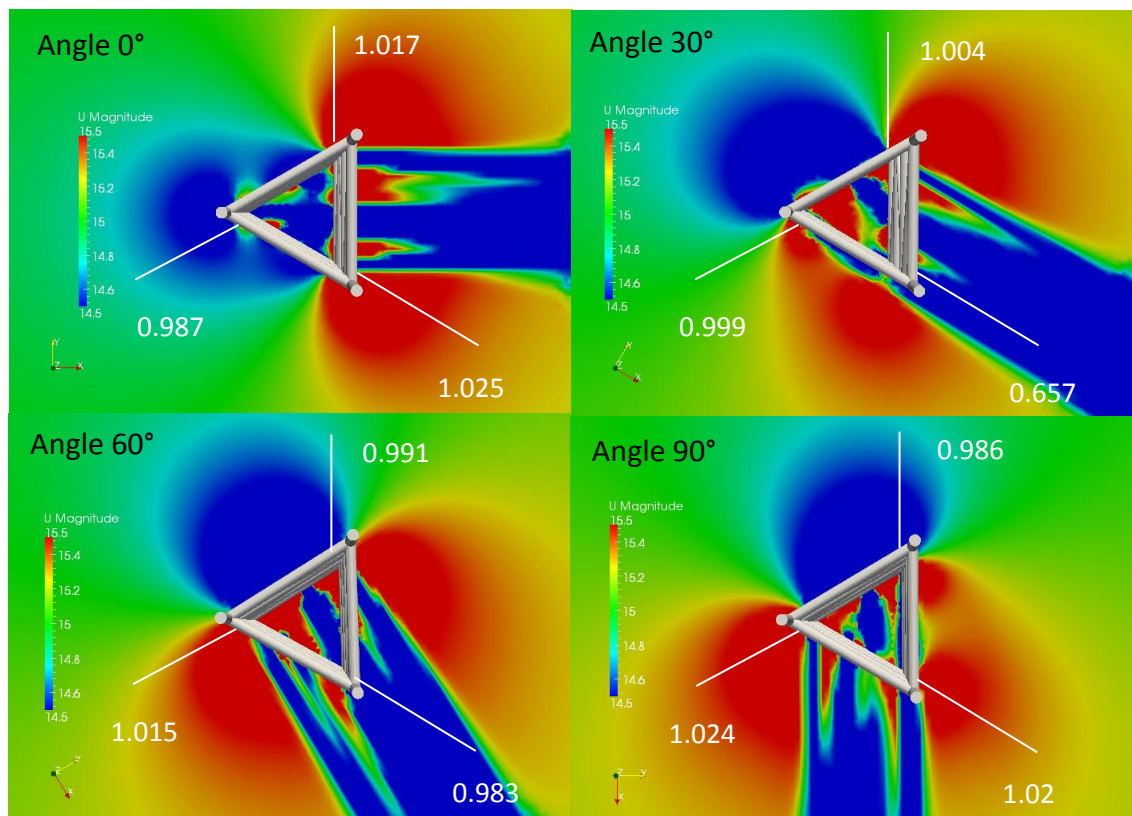 Angle 0°
1.017
U Magnitude
15.5
15.4
15.2
15
14.8
14.6
14.5
0.987
1.025
Y
Z
X
Angle 30°
1.004
U Magnitude
15.5
15.4
15.2
15
14.8
14.6
14.5
0.999
0.657
Y
Z
X
Angle 60°
0.991
U Magnitude
15.5
15.4
15.2
15
14.8
14.6
14.5
1.015
0.983
Y
Z
X
Angle 90°
0.986
U Magnitude
15.5
15.4
15.2
15
14.8
14.6
14.5
1.024
1.02
Z
Y
X